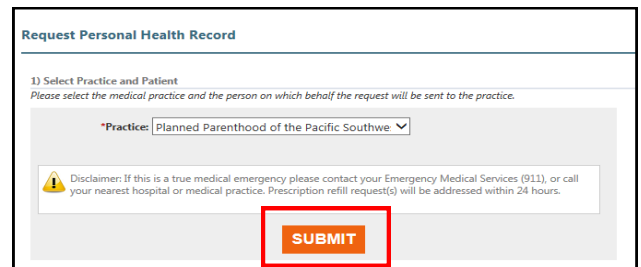 Request Personal Health Record
1) Select Practice and Patient
Please select the medical practice and the person on which behalf the request will be sent to the practice.
*Practice: Planned Parenthood of the Pacific Southwe
Disclaimer: If this is a true medical emergency please contact your Emergency Medical Services (911), or call
your nearest hospital or medical practice. Prescription refill request(s) will be addressed within 24 hours.
SUBMIT